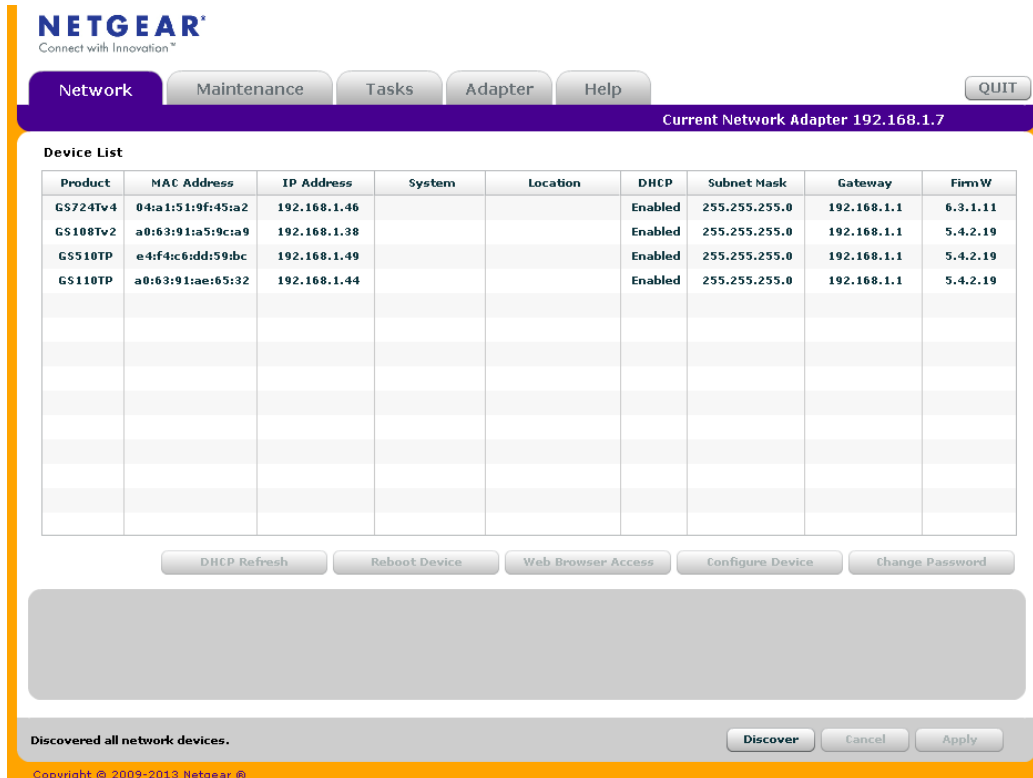 NETGEAR®
Connect with Innovation™
Network Maintenance Tasks Adapter Help QUIT
Current Network Adapter 192.168.1.7
Device List
Product MAC Address IP Address System Location DHCP Subnet Mask Gateway FirmW
GS724Tv4 04:a1:51:9f:45:a2 192.168.1.46 Enabled 255.255.255.0 192.168.1.1 6.3.1.11
GS108Tv2 a0:63:91:a5:9c:a9 192.168.1.38 Enabled 255.255.255.0 192.168.1.1 5.4.2.19
GS510TP e4:f4:c6:dd:59:bc 192.168.1.49 Enabled 255.255.255.0 192.168.1.1 5.4.2.19
GS110TP a0:63:91:ae:65:32 192.168.1.44 Enabled 255.255.255.0 192.168.1.1 5.4.2.19
DHCP Refresh Reboot Device Web Browser Access Configure Device Change Password
Discovered all network devices. Discover Cancel Apply
Copyright © 2009-2013 Netgear ®